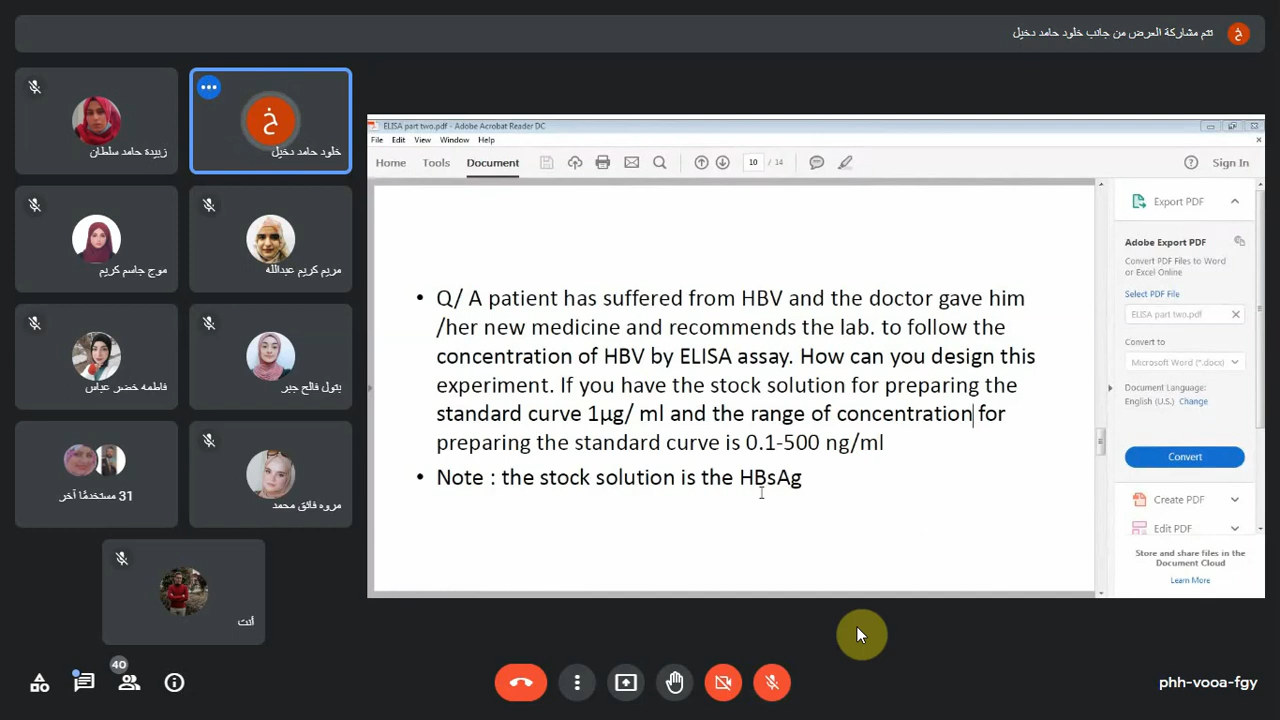 تتم مشاركة العرض من جانب خلود حامد دخيل
خ
زبيدة حامد سلطان
خ
خلود حامد دخيل
موج جاسم كريم
مريم كريم عبدالله
فاطمه خضر عباس
بتول فالح جبر
31 مستخدمًا آخر
مروه فائق محمد
أنت
ELISA part two.pdf - Adobe Acrobat Reader DC
File Edit View Window Help
Home Tools Document 10 / 14 Sign In
• Q/ A patient has suffered from HBV and the doctor gave him
/her new medicine and recommends the lab. to follow the
concentration of HBV by ELISA assay. How can you design this
experiment. If you have the stock solution for preparing the
standard curve 1µg/ ml and the range of concentration for
preparing the standard curve is 0.1-500 ng/ml
• Note : the stock solution is the HBsAg
Export PDF
Adobe Export PDF
Convert PDF Files to Word
or Excel Online
Select PDF File
ELISA part two.pdf
Convert to
Microsoft Word (*.docx)
Document Language:
English (U.S.) Change
Convert
Create PDF
Edit PDF
Store and share files in the
Document Cloud
Learn More
40
phh-vooa-fgy